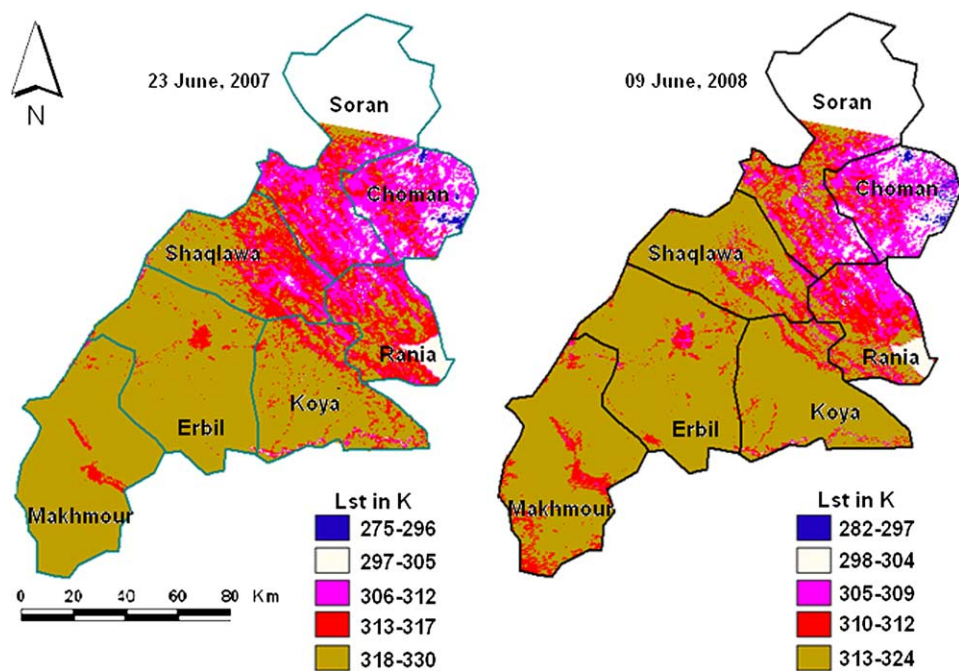 N
23 June, 2007
Soran
Choman
Shaqlawa
Rania
Koya
Erbil
Makhmour
Lst in K
275-296
297-305
306-312
313-317
318-330
0 20 40 60 80 Km
09 June, 2008
Soran
Choman
Shaqlawa
Rania
Koya
Erbil
Makhmour
Lst in K
282-297
298-304
305-309
310-312
313-324